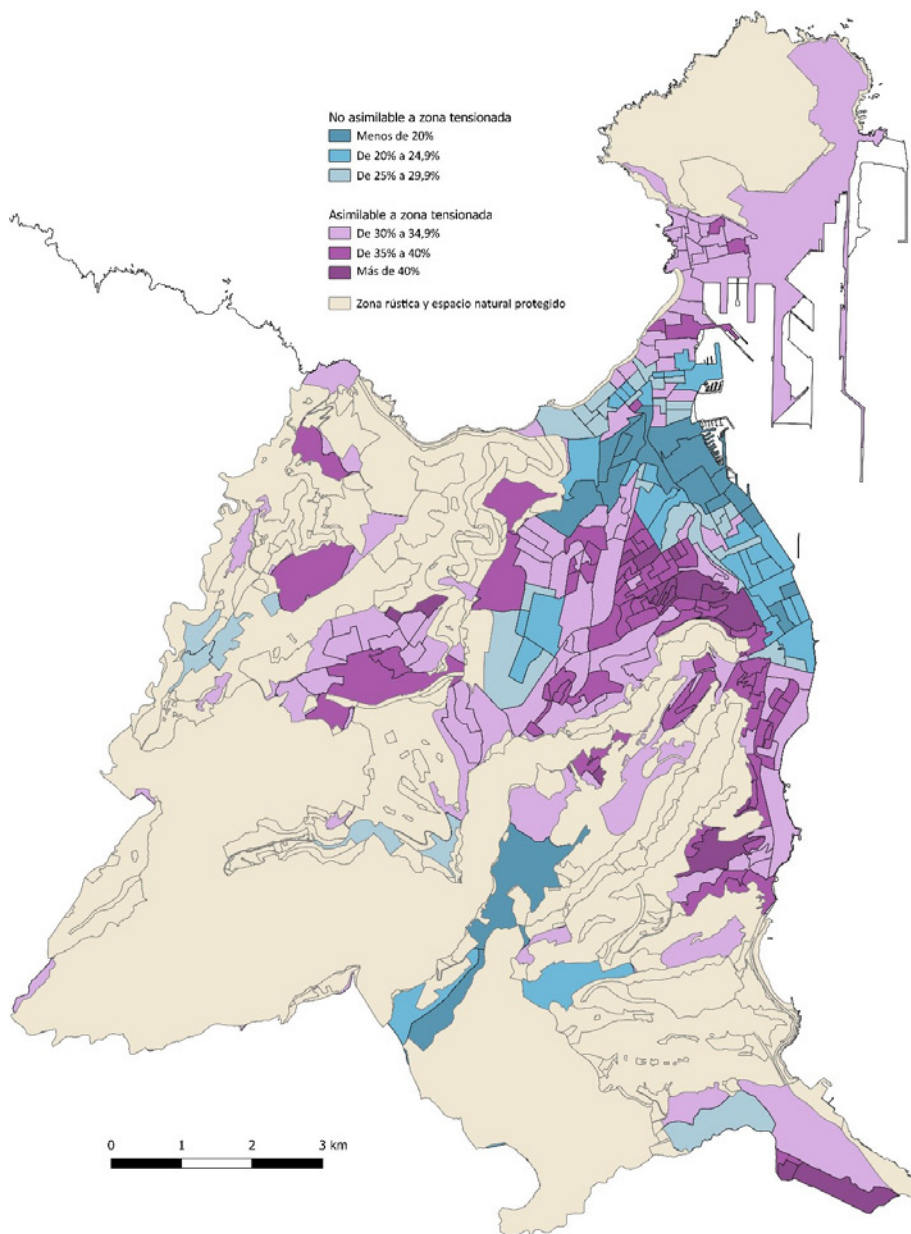 No asimilable a zona tensionada
Menos de 20%
De 20% a 24,9%
De 25% a 29,9%
Asimilable a zona tensionada
De 30% a 34,9%
De 35% a 40%
Más de 40%
Zona rústica y espacio natural protegido
0 1 2 3 km